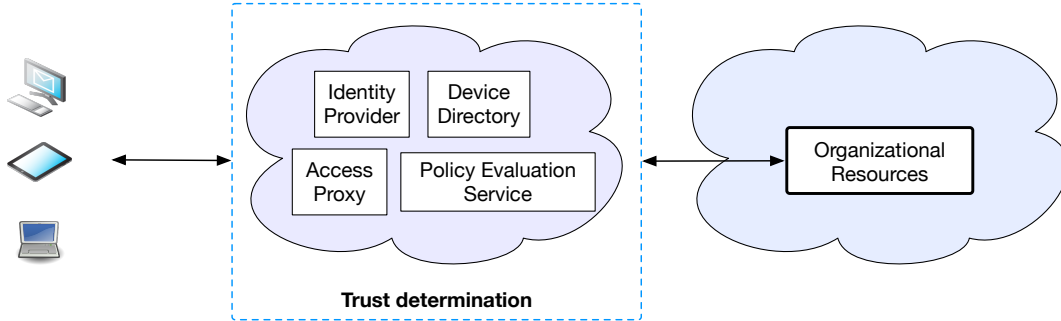 Identity
Provider
Device
Directory
Access
Proxy
Policy Evaluation
Service
Organizational
Resources
Trust determination